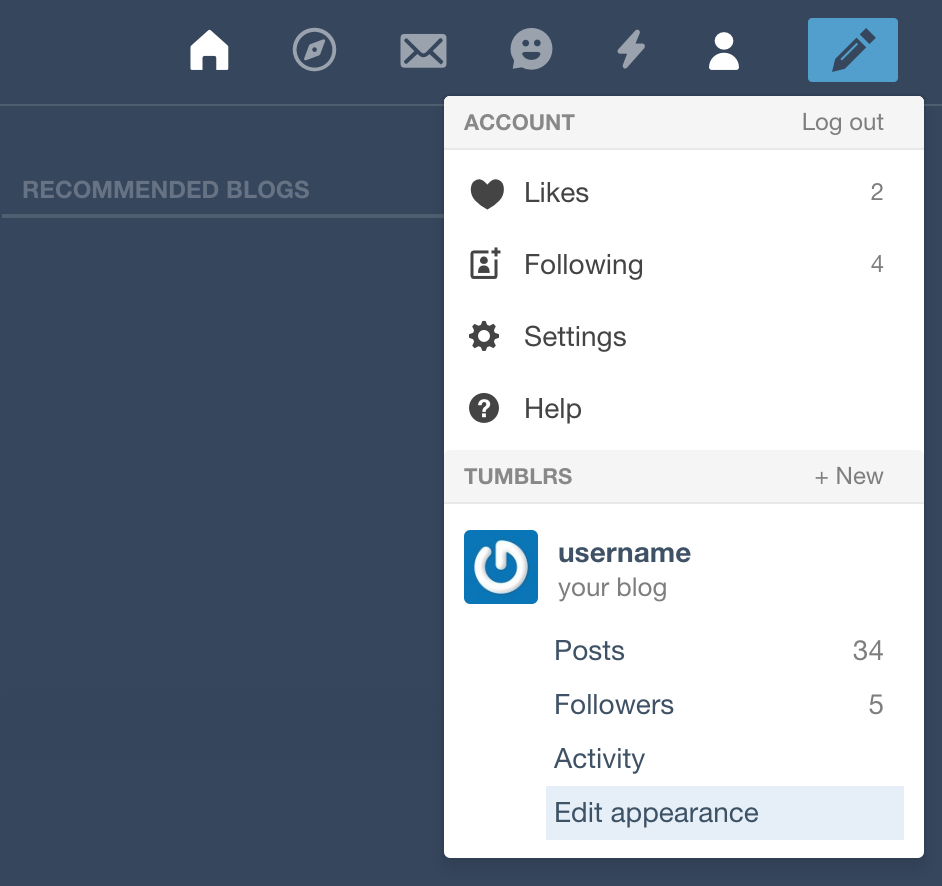 ACCOUNT Log out
RECOMMENDED BLOGS
Likes 2
Following 4
Settings
? Help
TUMBLRS + New
username
your blog
Posts 34
Followers 5
Activity
Edit appearance